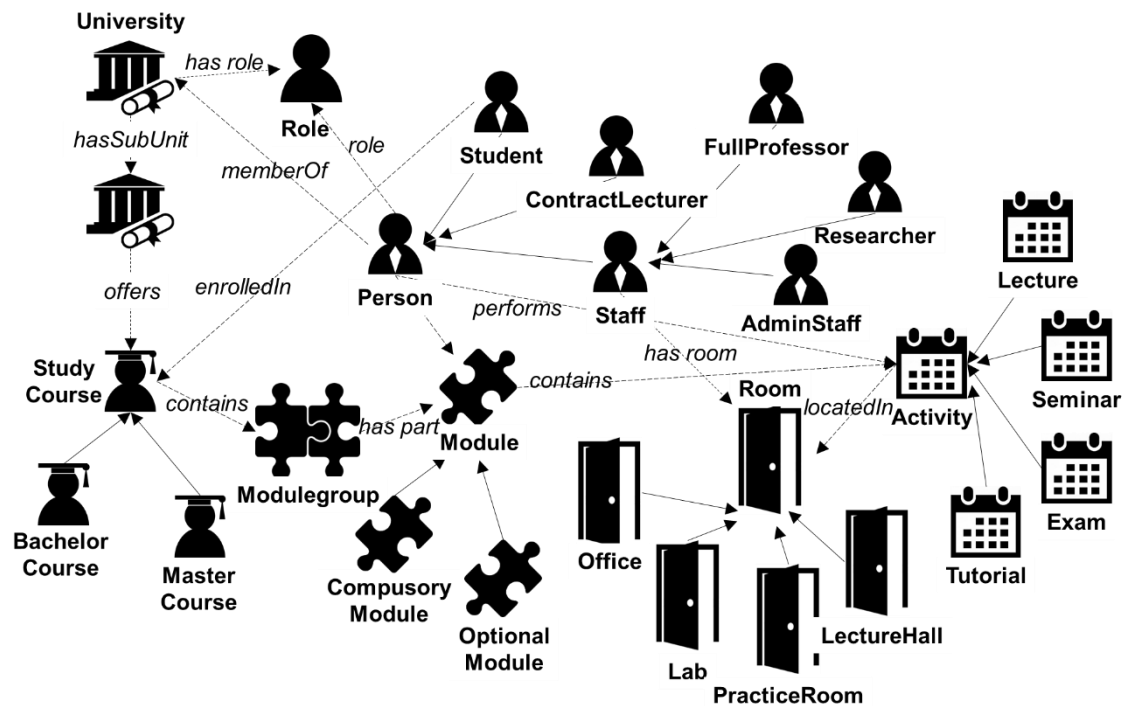 University
has role
Role
hasSubUnit
memberOf
role
Student
ContractLecturer
FullProfessor
Researcher
Lecture
offers
enrolledIn
Person
performs
Staff
AdminStaff
has room
Study
Course
contains
Modulegroup
has part
Module
contains
Room
locatedIn
Activity
Seminar
Bachelor
Course
Master
Course
Compusory
Module
Optional
Module
Office
Lab
PracticeRoom
LectureHall
Tutorial
Exam